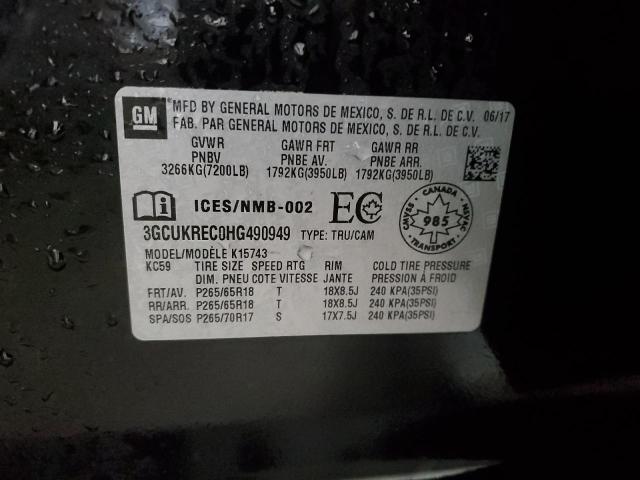 GM
MFD BY GENERAL MOTORS DE MEXICO, S. DE R.L. DE C.V. 06/17
FAB. PAR GENERAL MOTORS DE MEXICO, S. DE R.L. DE C.V.
GVWR GAWR FRT GAWR RR
PNBV PNBE AV. PNBE ARR.
3266KG(7200LB) 1792KG(3950LB) 1792KG(3950LB)
ICES/NMB-002 EC
CANADA
CMVSS 985 NSVAC
TRANSPORT
3GCUKREC0HG490949 TYPE: TRU/CAM
MODEL/MODÈLE K15743
KC59 TIRE SIZE SPEED RTG RIM COLD TIRE PRESSURE
DIM. PNEU COTE VITESSE JANTE PRESSION À FROID
FRT/AV. P265/65R18 T 18X8.5J 240 KPA(35PSI)
RR/ARR. P265/65R18 T 18X8.5J 240 KPA(35PSI)
SPA/SOS P265/70R17 S 17X7.5J 240 KPA(35PSI)